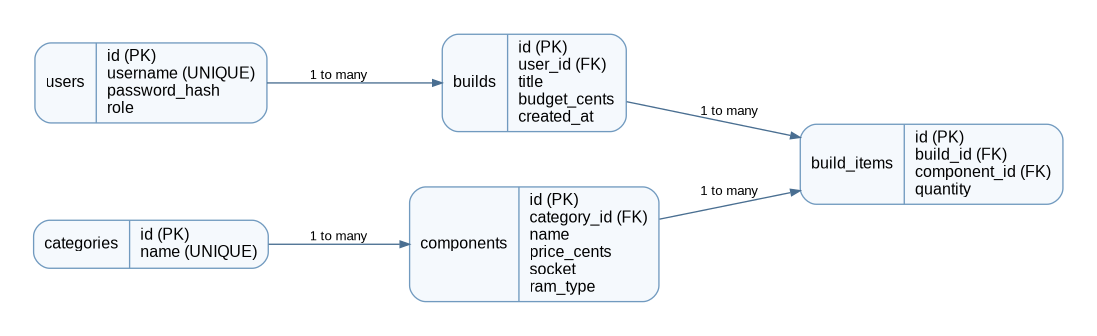 users
id (PK)
username (UNIQUE)
password_hash
role
1 to many
builds
id (PK)
user_id (FK)
title
budget_cents
created_at
1 to many
build_items
id (PK)
build_id (FK)
component_id (FK)
quantity
categories
id (PK)
name (UNIQUE)
1 to many
components
id (PK)
category_id (FK)
name
price_cents
socket
ram_type
1 to many